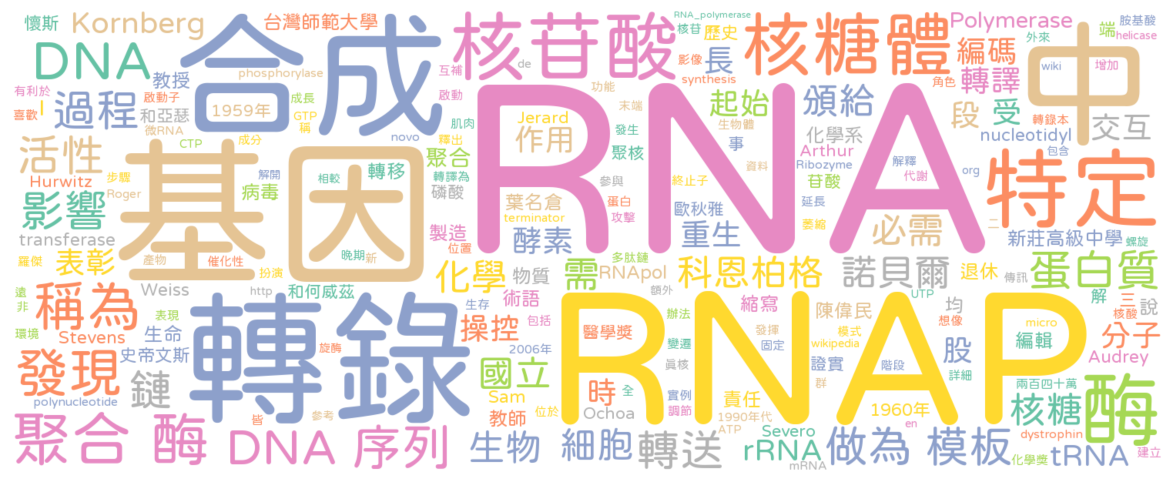 懷斯 Kornberg 台灣師範大學 合成 核苷酸 RNA_polymerase 核苷 歷史 影像 核糖體 Polymerase 端 胺基酸 helicase
DNA 教授 phosphorylase 互補 de synthesis 長 編碼 外來 wiki 增加 中
有利於 I 喜歡 過程 啟動子 和亞瑟 微RNA 1959年 成長 GTP 稱 novo 啟動 肌肉 功能 末端 Jerard 作用 起始 頒給 角色 轉譯 段 受 nucleotidyl 轉錄本 包含 交互
活性 CTP 成分 釋出 聚合 發生 聚核 生物體 事 化學系 Arthur
Hurwitz 步驟 Roger 解開 基因 相較 轉譯為 轉移 磷酸 RNA 參與 蛋白 攻擊 終止子 資料 Ribozyme 苷酸 解釋 代謝 org 特定
影響 病毒 葉名倉 terminator 歐秋雅 延長 萎縮 必需 二
transferase 製造 位置 酵素 重生 新莊高級中學 螺旋
羅傑 表彰 產物 催化性 扮演 晚期 新 化學 物質 需 多肽鏈 RNApol 科恩柏格 諾貝爾 退休 傳訊 蛋白質
遠 非 稱為 Weiss http 和何威茲 生存 術語 額外 縮寫 UTP 陳偉民 均 解 三 說
環境 Stevens 表現 生命 轉錄 包括 操控 醫學獎 辦法 變遷 發揮 固定 模式 wikipedia 想像 micro 核酸 分子
發現 史帝文斯 旋酶 2006年 真核 RNAP 證實 群 階段 股 編輯 詳細 Audrey
polynucleotide 鏈 國立 Sam 時 全 實例 調節 責任 兩百四十萬 核糖 酶
皆 參考 教師 位於 Ochoa 1990年代 ATP Severo 1960年 en dystrophin
聚合 酶 DNA 序列 生物 細胞 轉送 rRNA mRNA 做為 模板 化學獎 tRNA 建立